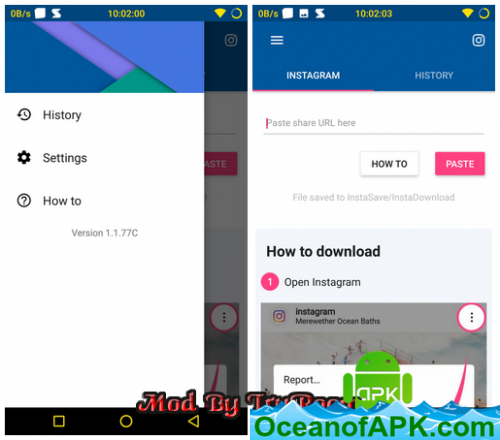 0B/s
10:02:00
History
Settings
How to
Version 1.1.77C
ASTE
0B/s
10:02:03
INSTAGRAM
HISTORY
Paste share URL here
HOW TO
PASTE
File saved to InstaSave/InstaDownload
How to download
1 Open Instagram
instagram
Merewether Ocean Baths
Report...
APK
Mod By
OceanofAPK.com